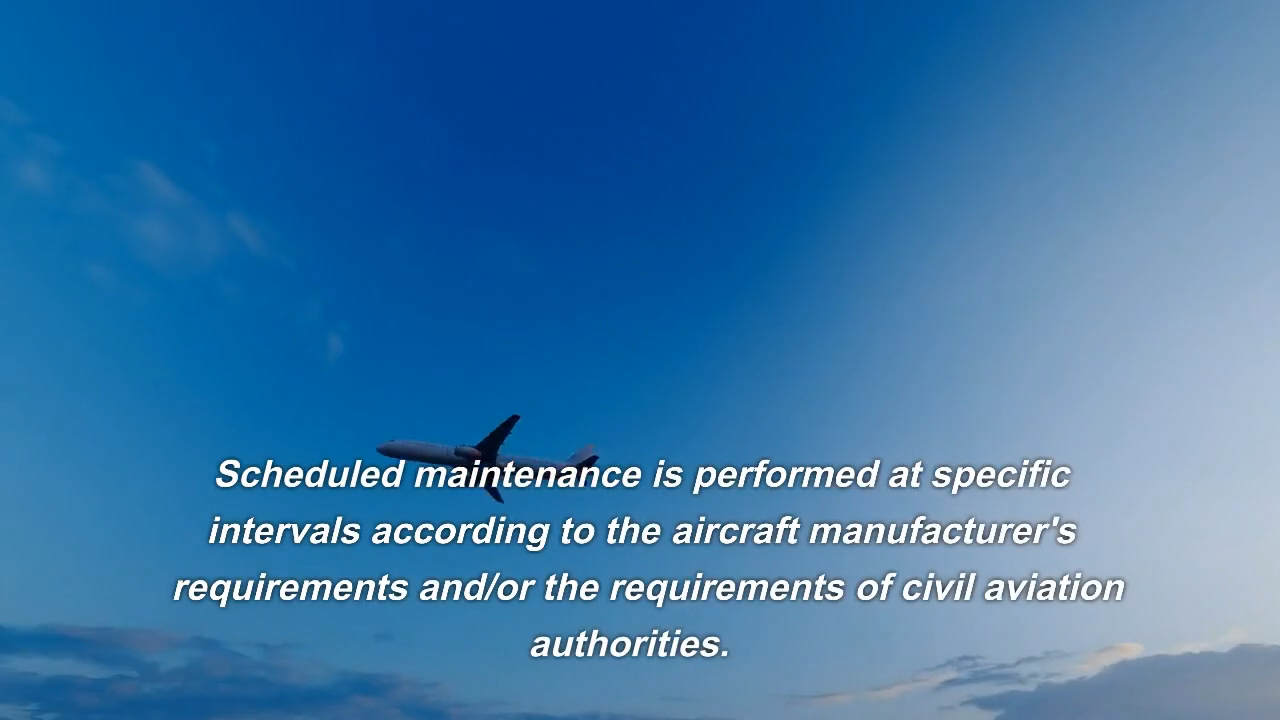 Scheduled maintenance is performed at specific
intervals according to the aircraft manufacturer's
requirements and/or the requirements of civil aviation
authorities.